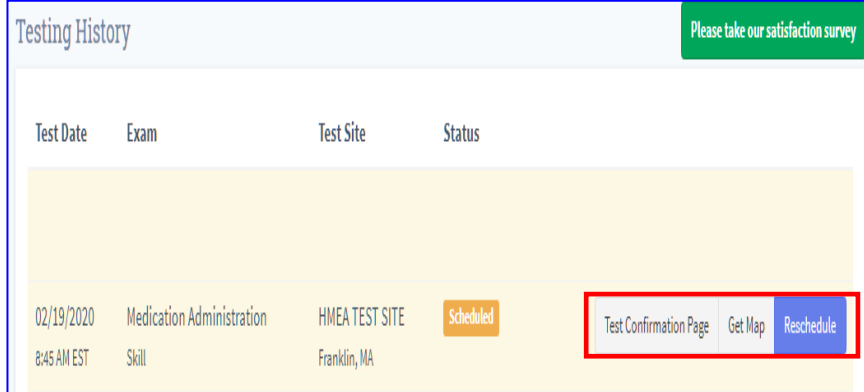 Testing History
Please take our satisfaction survey
Test Date Exam Test Site Status
02/19/2020 Medication Administration HMEA TEST SITE Scheduled Test Confirmation Page Get Map Reschedule
8:45 AM EST Skill Franklin, MA